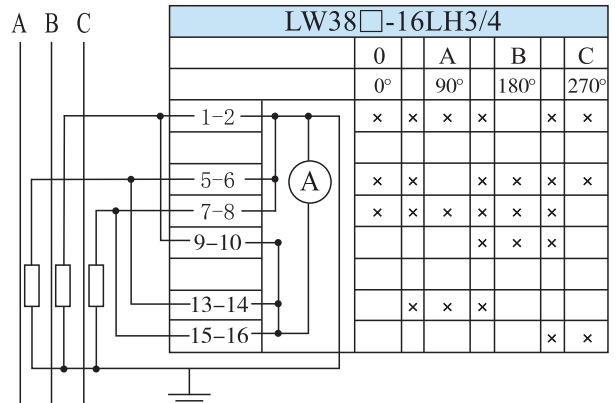 A B C
LW38□-16LH3/4
0 A B C
0° 90° 180° 270°
1-2 × × × × × ×
5-6 × × × × × ×
A
7-8 × × × × × ×
9-10 × × ×
13-14 × × ×
15-16 × ×